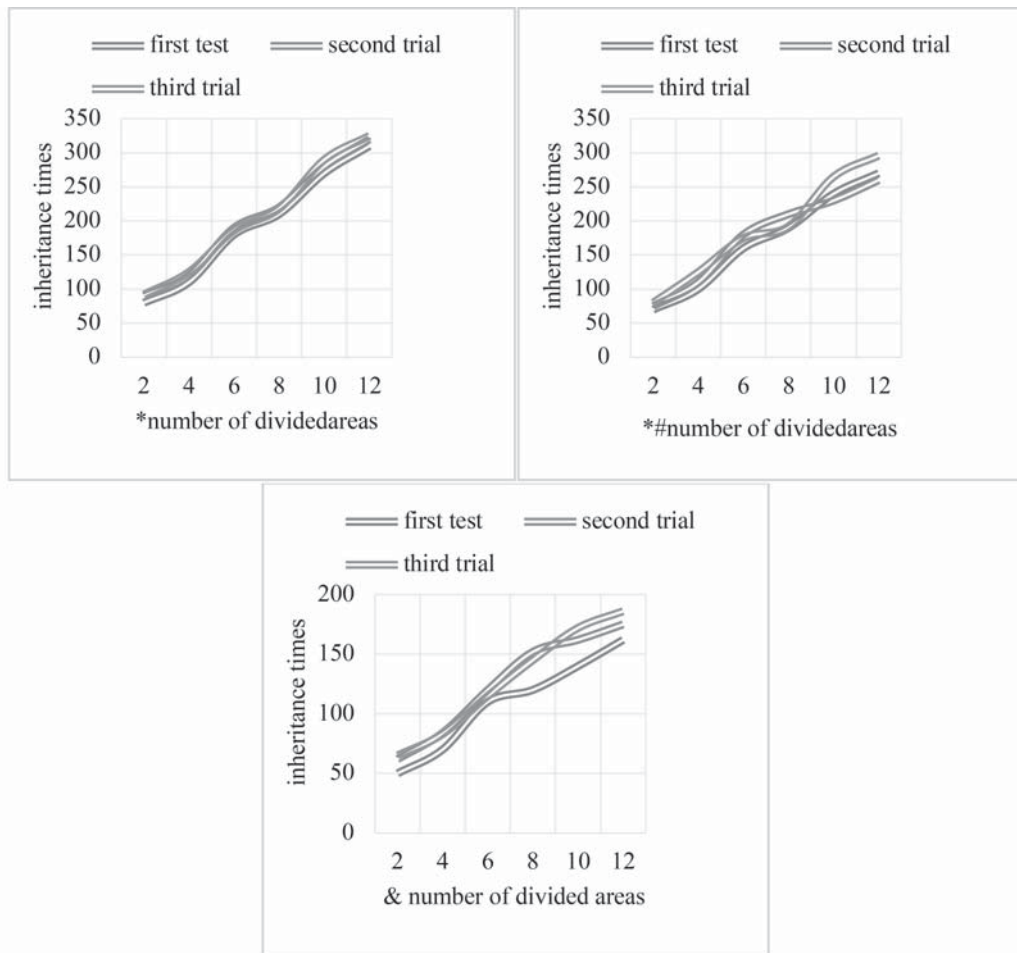 first test
second trial
third trial
inheritance times
350
300
250
200
150
100
50
0
2 4 6 8 10 12
*number of dividedareas
first test
second trial
third trial
inheritance times
350
300
250
200
150
100
50
0
2 4 6 8 10 12
*#number of dividedareas
first test
second trial
third trial
inheritance times
200
150
100
50
0
2 4 6 8 10 12
& number of divided areas